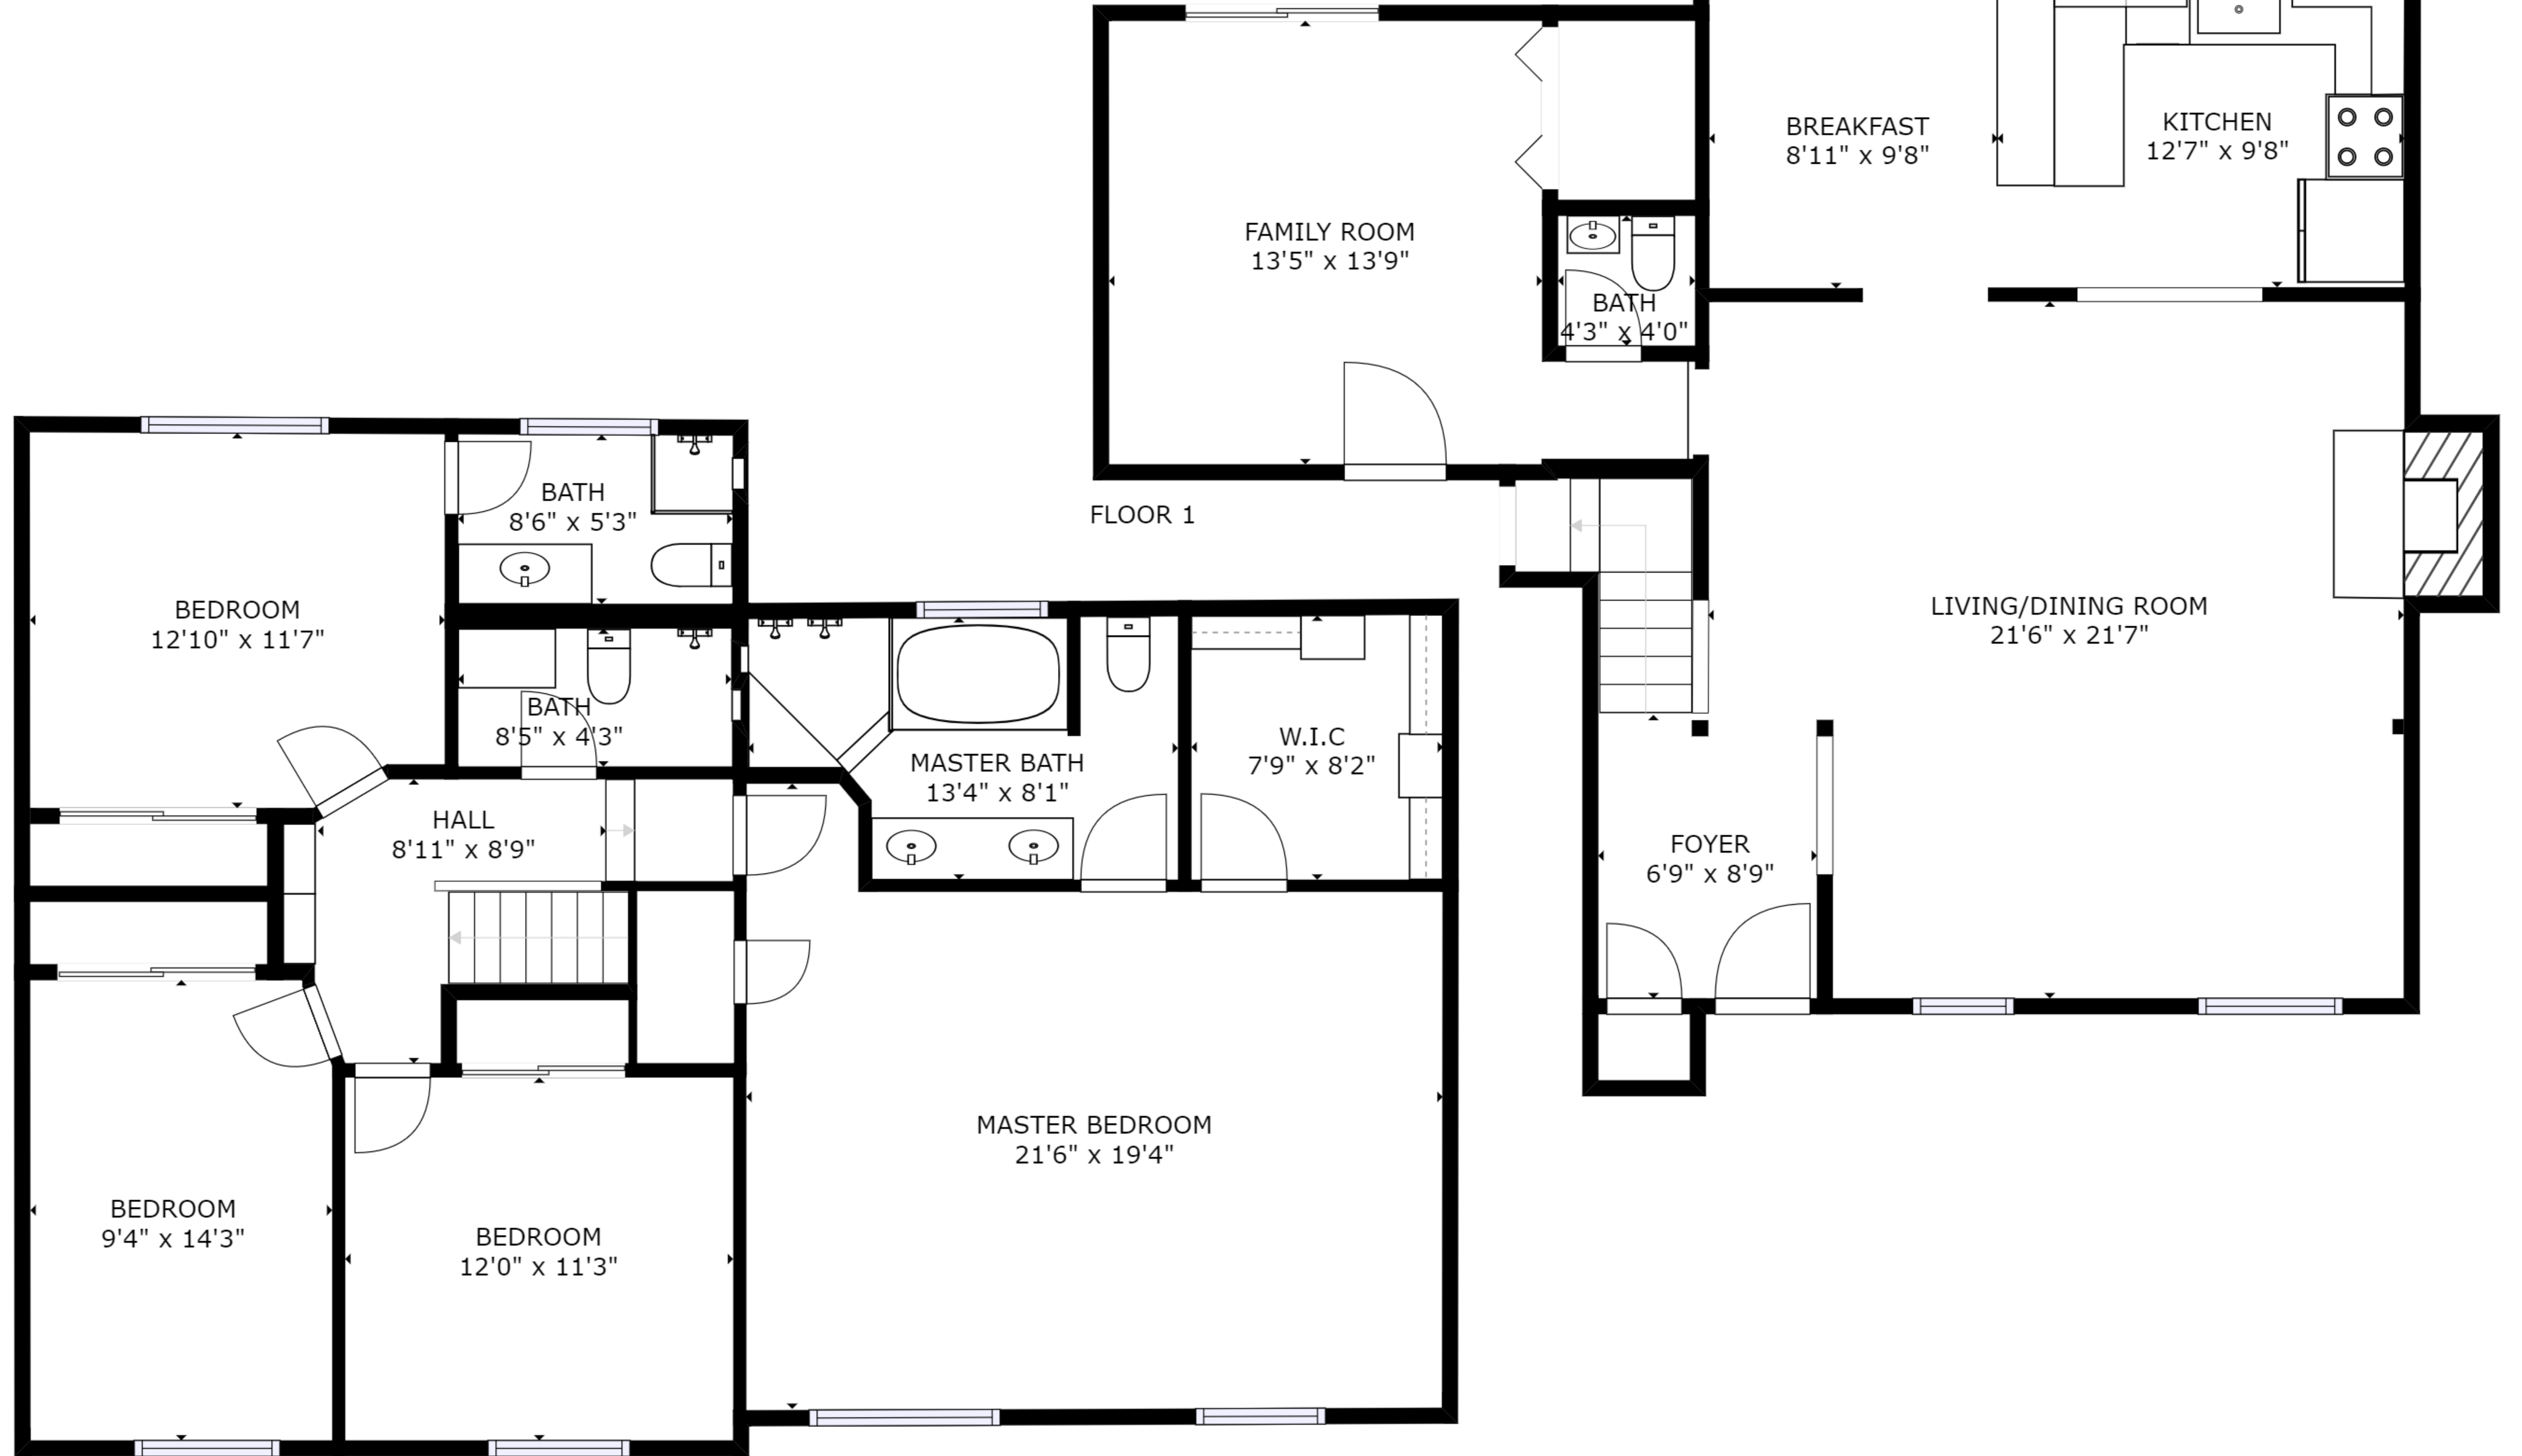 BREAKFAST
8'11" x 9'8"
KITCHEN
12'7" x 9'8"
FAMILY ROOM
13'5" x 13'9"
BATH
4'3" x 4'0"
FLOOR 1
LIVING/DINING ROOM
21'6" x 21'7"
FOYER
6'9" x 8'9"
BATH
8'6" x 5'3"
BEDROOM
12'10" x 11'7"
BATH
8'5" x 4'3"
MASTER BATH
13'4" x 8'1"
W.I.C
7'9" x 8'2"
HALL
8'11" x 8'9"
MASTER BEDROOM
21'6" x 19'4"
BEDROOM
9'4" x 14'3"
BEDROOM
12'0" x 11'3"